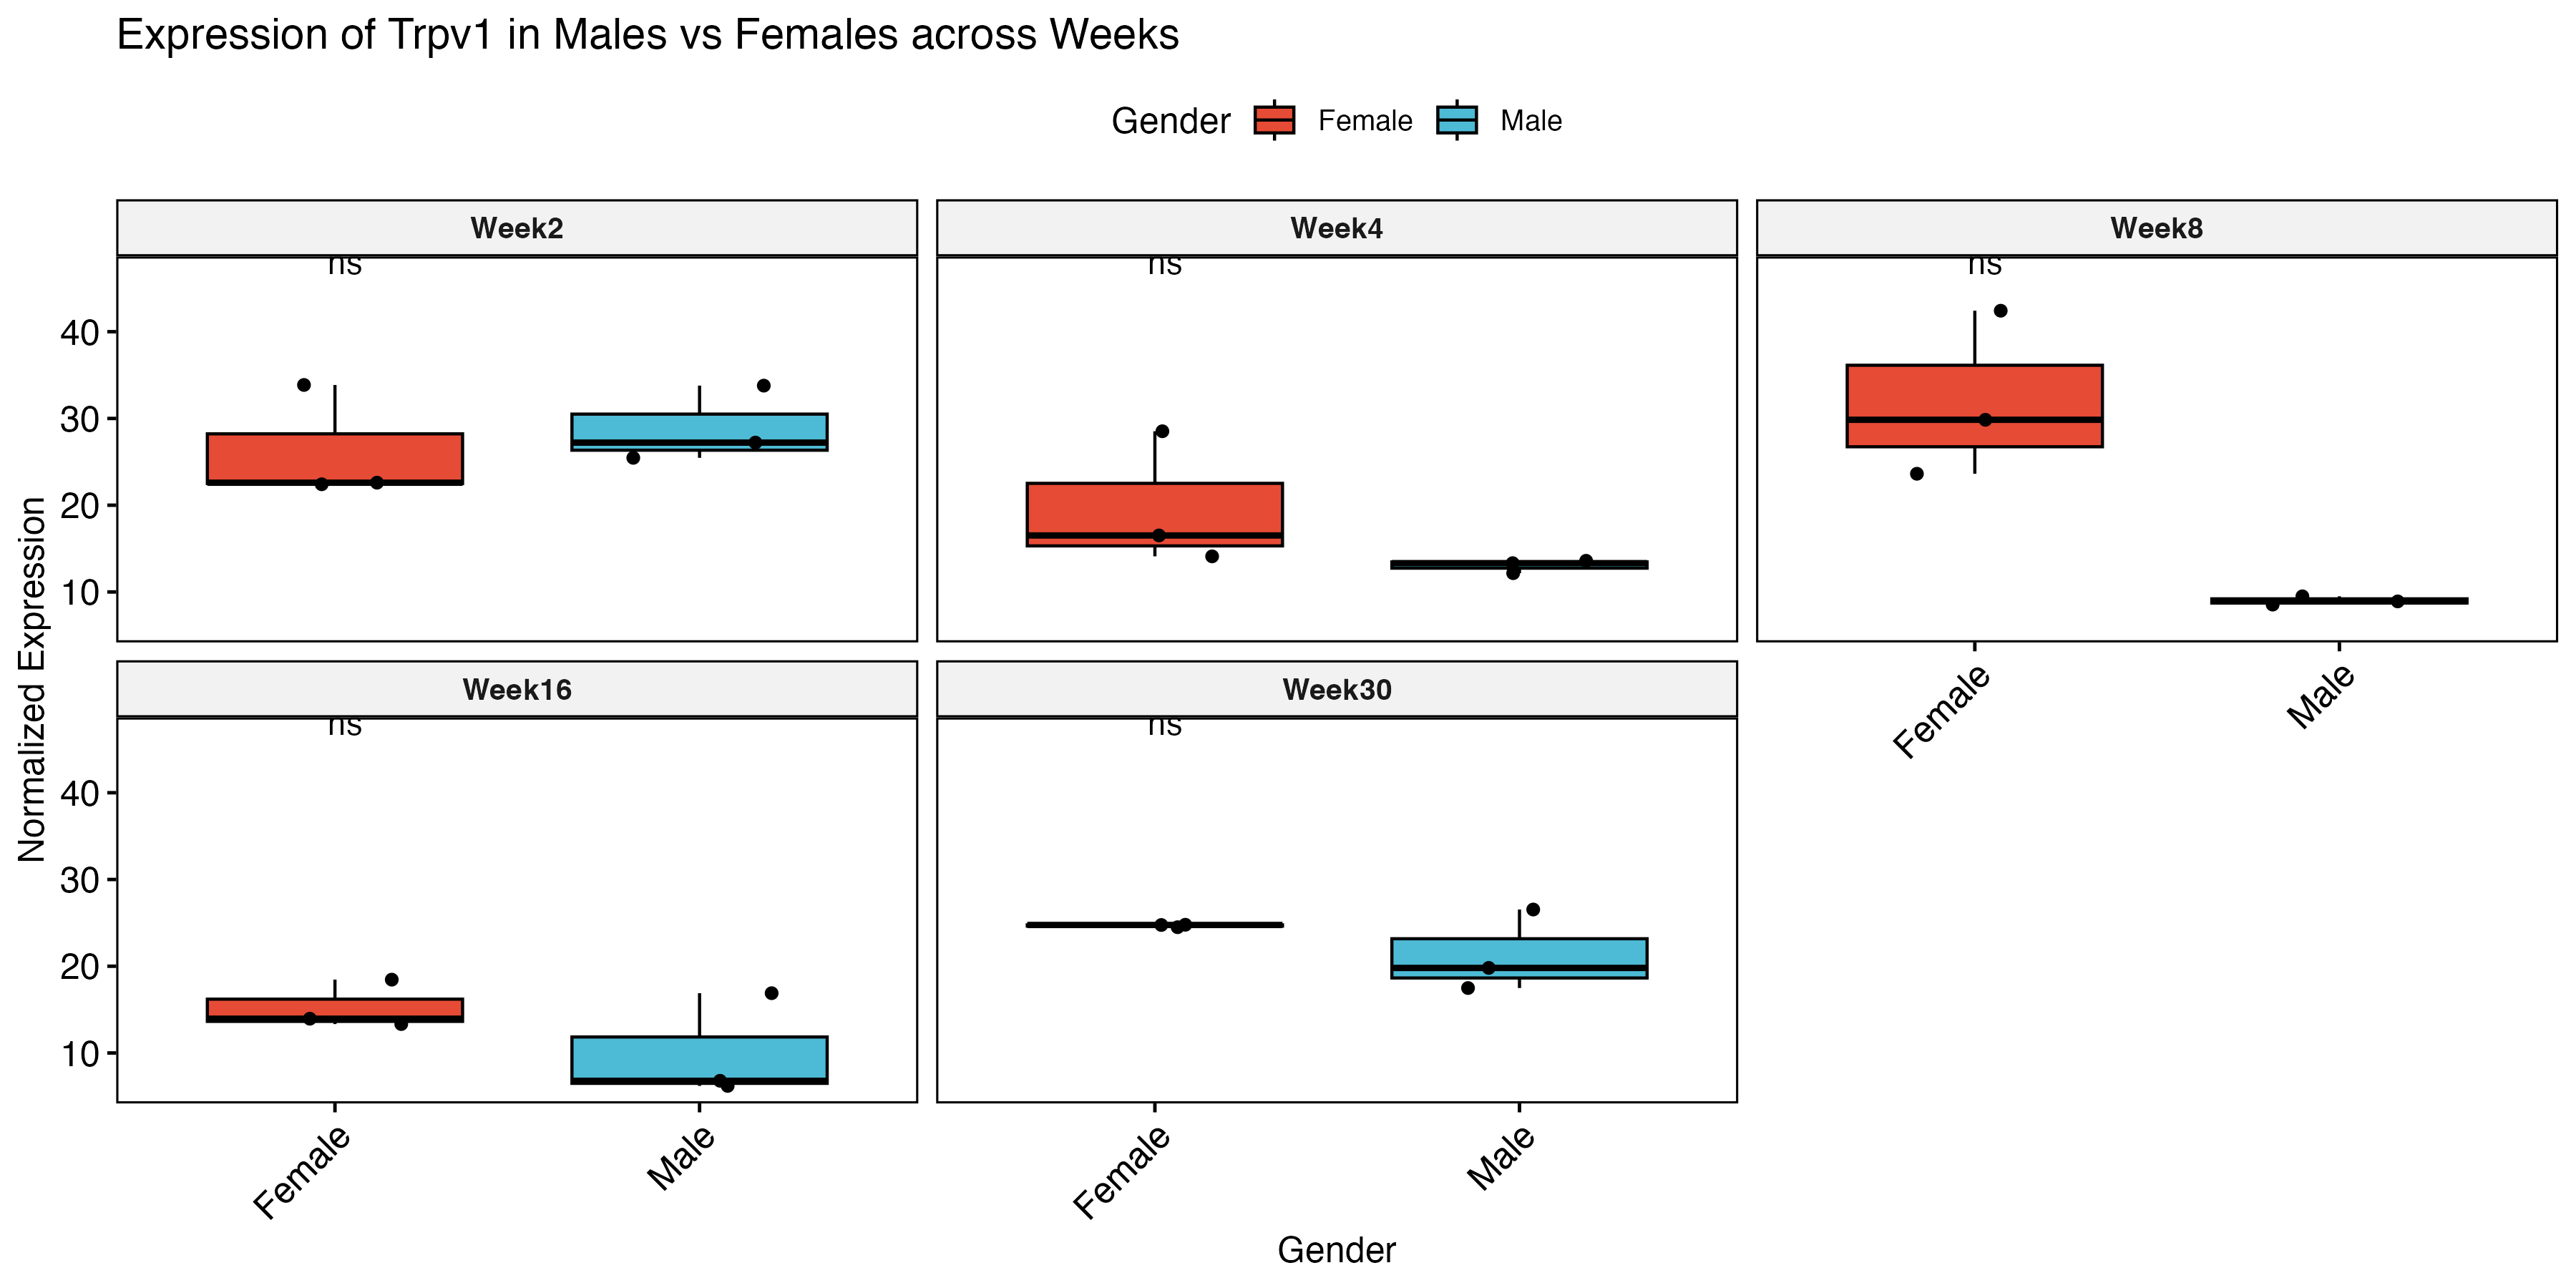 Expression of Trpv1 in Males vs Females across Weeks
Gender Female Male
Week2 Week4 Week8
ns ns ns
40
30
20
10
Normalized Expression
Female Male
Week16 Week30
ns ns
40
30
20
10
Female Male Female Male
Gender